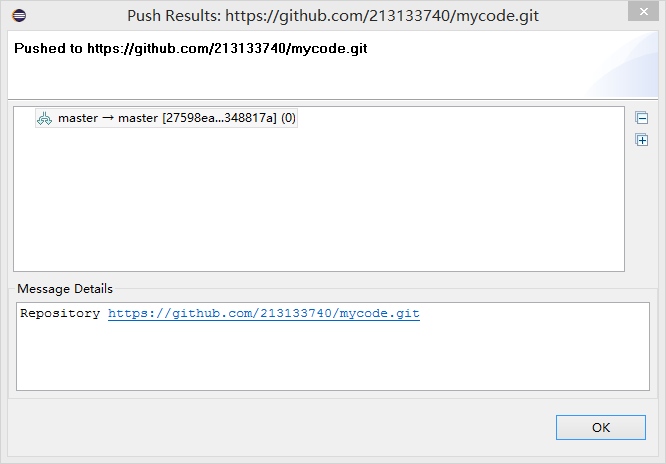 Push Results: https://github.com/213133740/mycode.git
Pushed to https://github.com/213133740/mycode.git
master → master [27598ea...348817a] (0)
Message Details
Repository https://github.com/213133740/mycode.git
OK